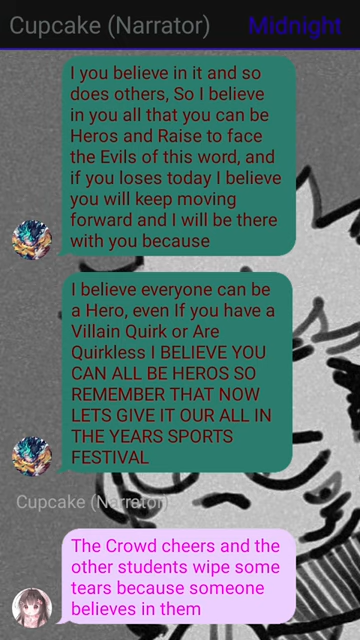 Cupcake (Narrator) Midnight
I you believe in it and so
does others, So I believe
in you all that you can be
Heros and Raise to face
the Evils of this word, and
if you loses today I believe
you will keep moving
forward and I will be there
with you because
I believe everyone can be
a Hero, even If you have a
Villain Quirk or Are
Quirkless I BELIEVE YOU
CAN ALL BE HEROS SO
REMEMBER THAT NOW
LETS GIVE IT OUR ALL IN
THE YEARS SPORTS
FESTIVAL
Cupcake (Narrator)
The Crowd cheers and the
other students wipe some
tears because someone
believes in them